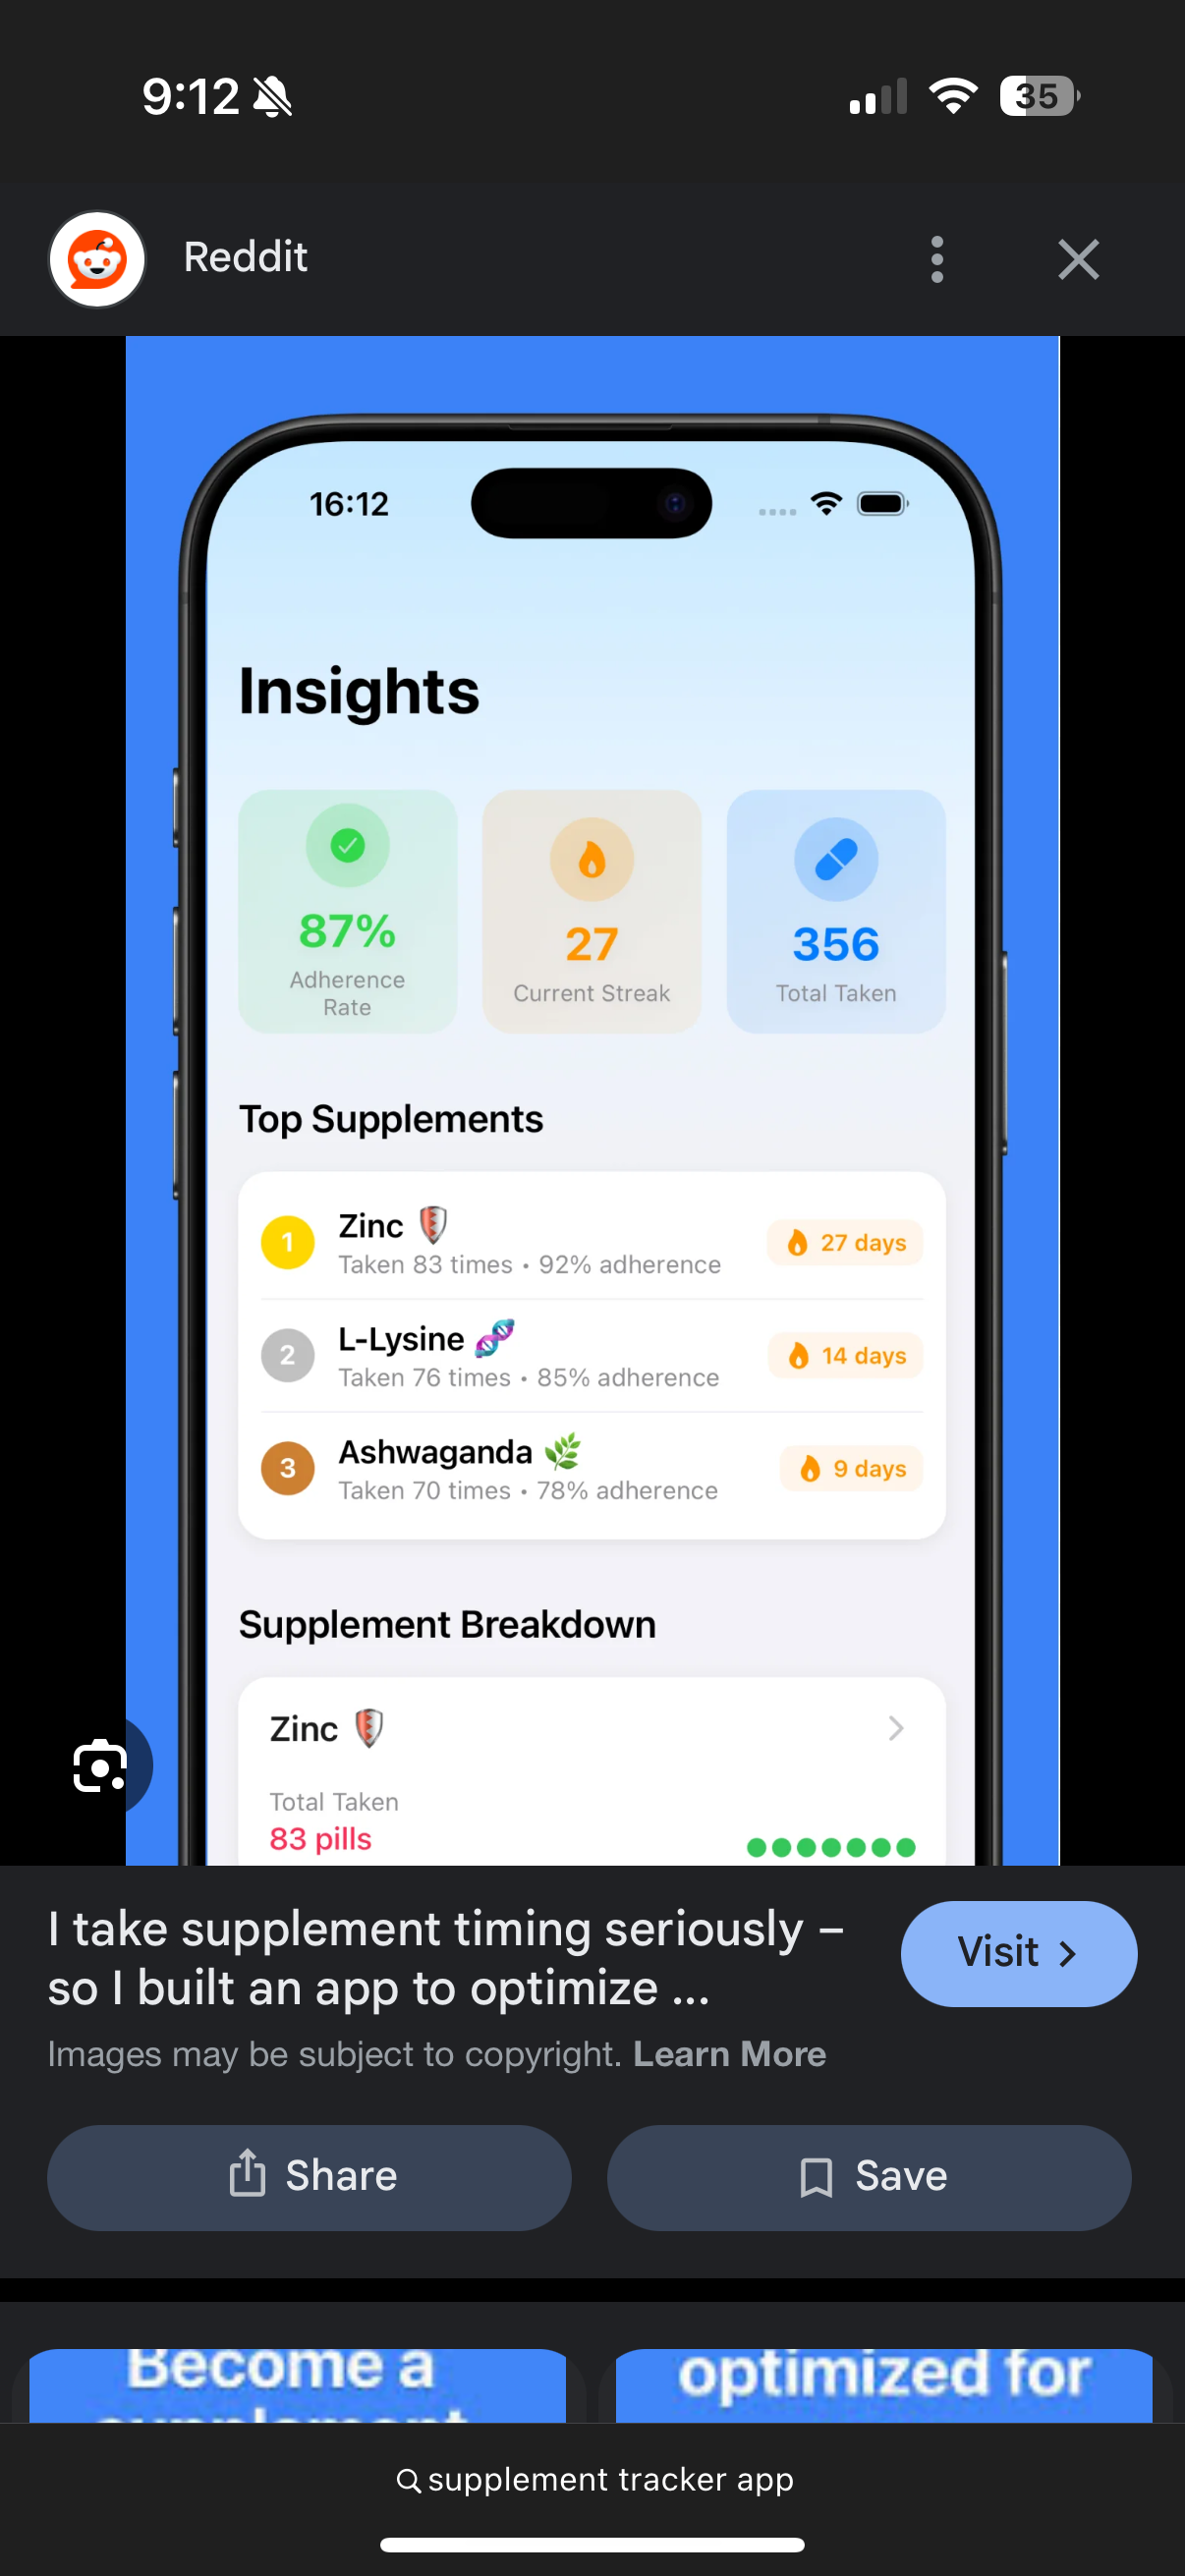 9:12
35
Reddit
16:12
Insights
87%
Adherence
Rate
27
Current Streak
356
Total Taken
Top Supplements
1
Zinc
Taken 83 times • 92% adherence
27 days
2
L-Lysine
Taken 76 times • 85% adherence
14 days
3
Ashwaganda
Taken 70 times • 78% adherence
9 days
Supplement Breakdown
Zinc
Total Taken
83 pills
I take supplement timing seriously –
so I built an app to optimize ...
Visit
Images may be subject to copyright. Learn More
Share
Save
Become a
optimized for
supplement tracker app